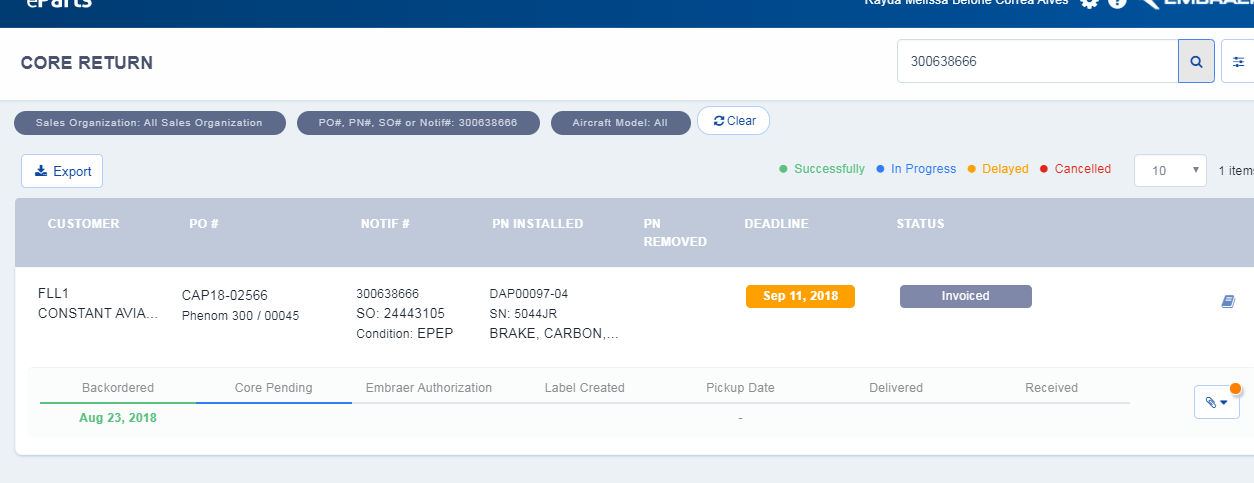 eParts
Rayda Melissa Belone Correa Alves
EMBRAER
CORE RETURN
300638666
Sales Organization: All Sales Organization
PO#, PN#, SO# or Notif#: 300638666
Aircraft Model: All
Clear
Export
Successfully
In Progress
Delayed
Cancelled
10
1 items
CUSTOMER
PO #
NOTIF #
PN INSTALLED
PN
REMOVED
DEADLINE
STATUS
FLL1
CONSTANT AVIA...
CAP18-02566
Phenom 300 / 00045
300638666
SO: 24443105
Condition: EPEP
DAP00097-04
SN: 5044JR
BRAKE, CARBON,...
Sep 11, 2018
Invoiced
Backordered
Core Pending
Embraer Authorization
Label Created
Pickup Date
Delivered
Received
Aug 23, 2018
-